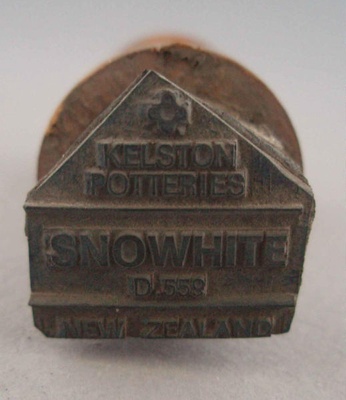 KELSTON
POTTERIES
SNOWHITE
D 559
NEW ZEALAND